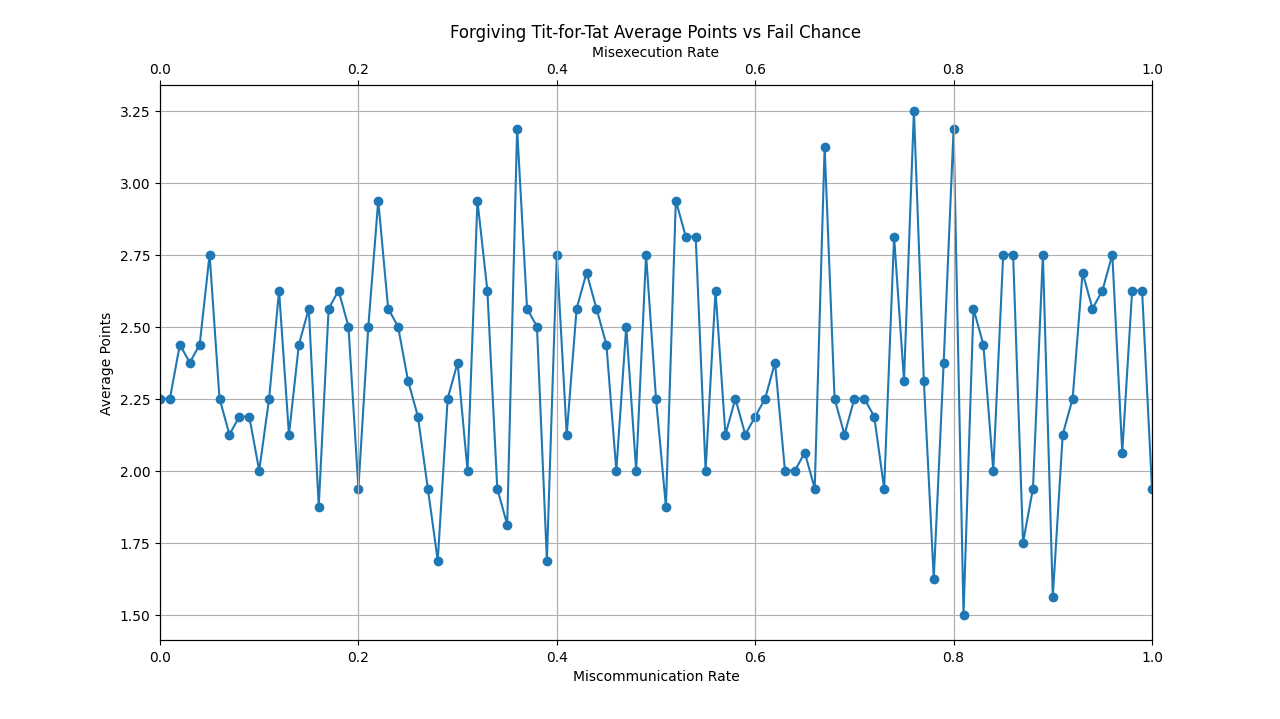 Forgiving Tit-for-Tat Average Points vs Fail Chance
Misexecution Rate
0.0 0.2 0.4 0.6 0.8 1.0
3.25
3.00
2.75
2.50
2.25
2.00
1.75
1.50
Average Points
0.0 0.2 0.4 0.6 0.8 1.0
Miscommunication Rate